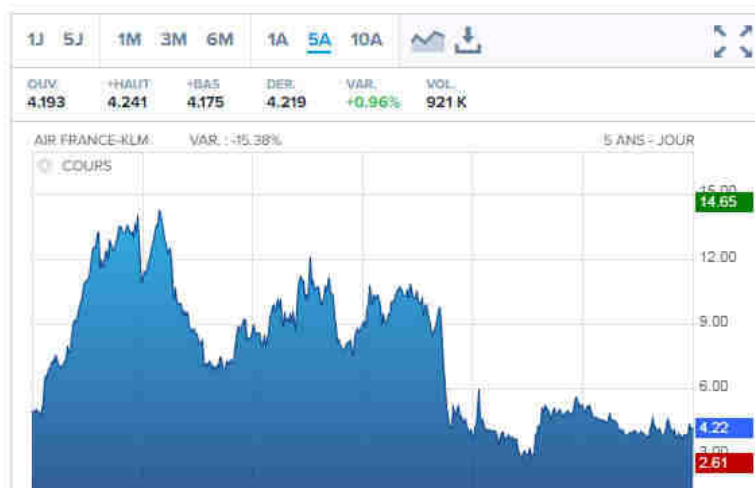 1J 5J 1M 3M 6M 1A 5A 10A
OUV. +HAUT +BAS DER. VAR. VOL.
4.193 4.241 4.175 4.219 +0.96% 921 K
AIR FRANCE-KLM VAR. : -15.38% 5 ANS - JOUR
COURS
15.00
14.65
12.00
9.00
6.00
4.22
3.00
2.61